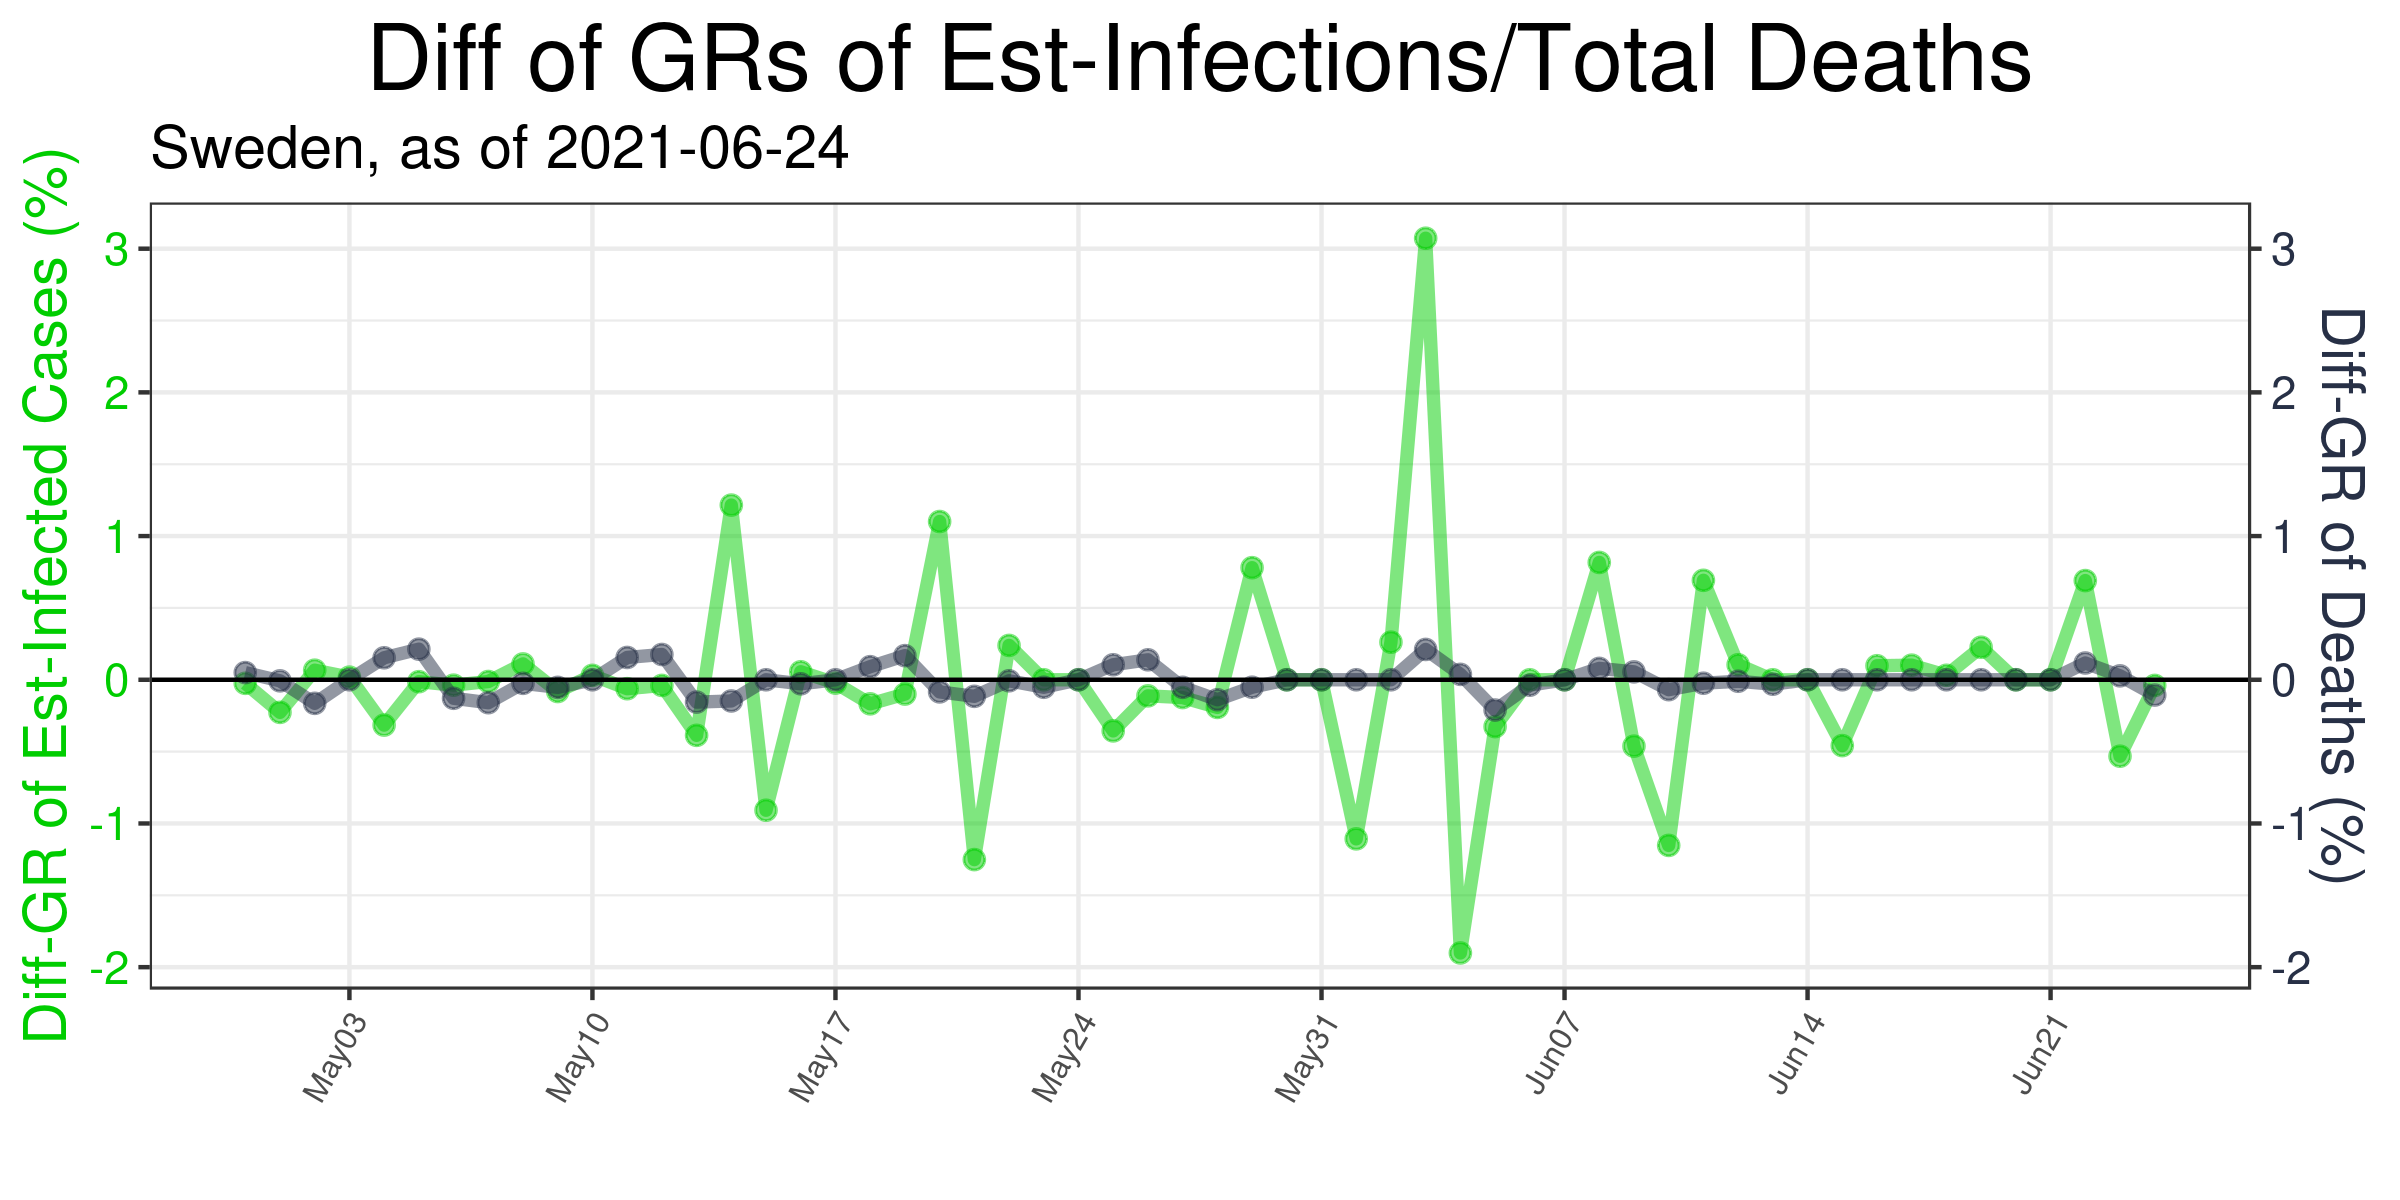 Diff of GRs of Est-Infections/Total Deaths
Sweden, as of 2021-06-24
Diff-GR of Est-Infected Cases (%)
3
2
1
0
-1
-2
3
2
1
0
-1
-2
Diff-GR of Deaths (%)
May03
May10
May17
May24
May31
Jun07
Jun14
Jun21